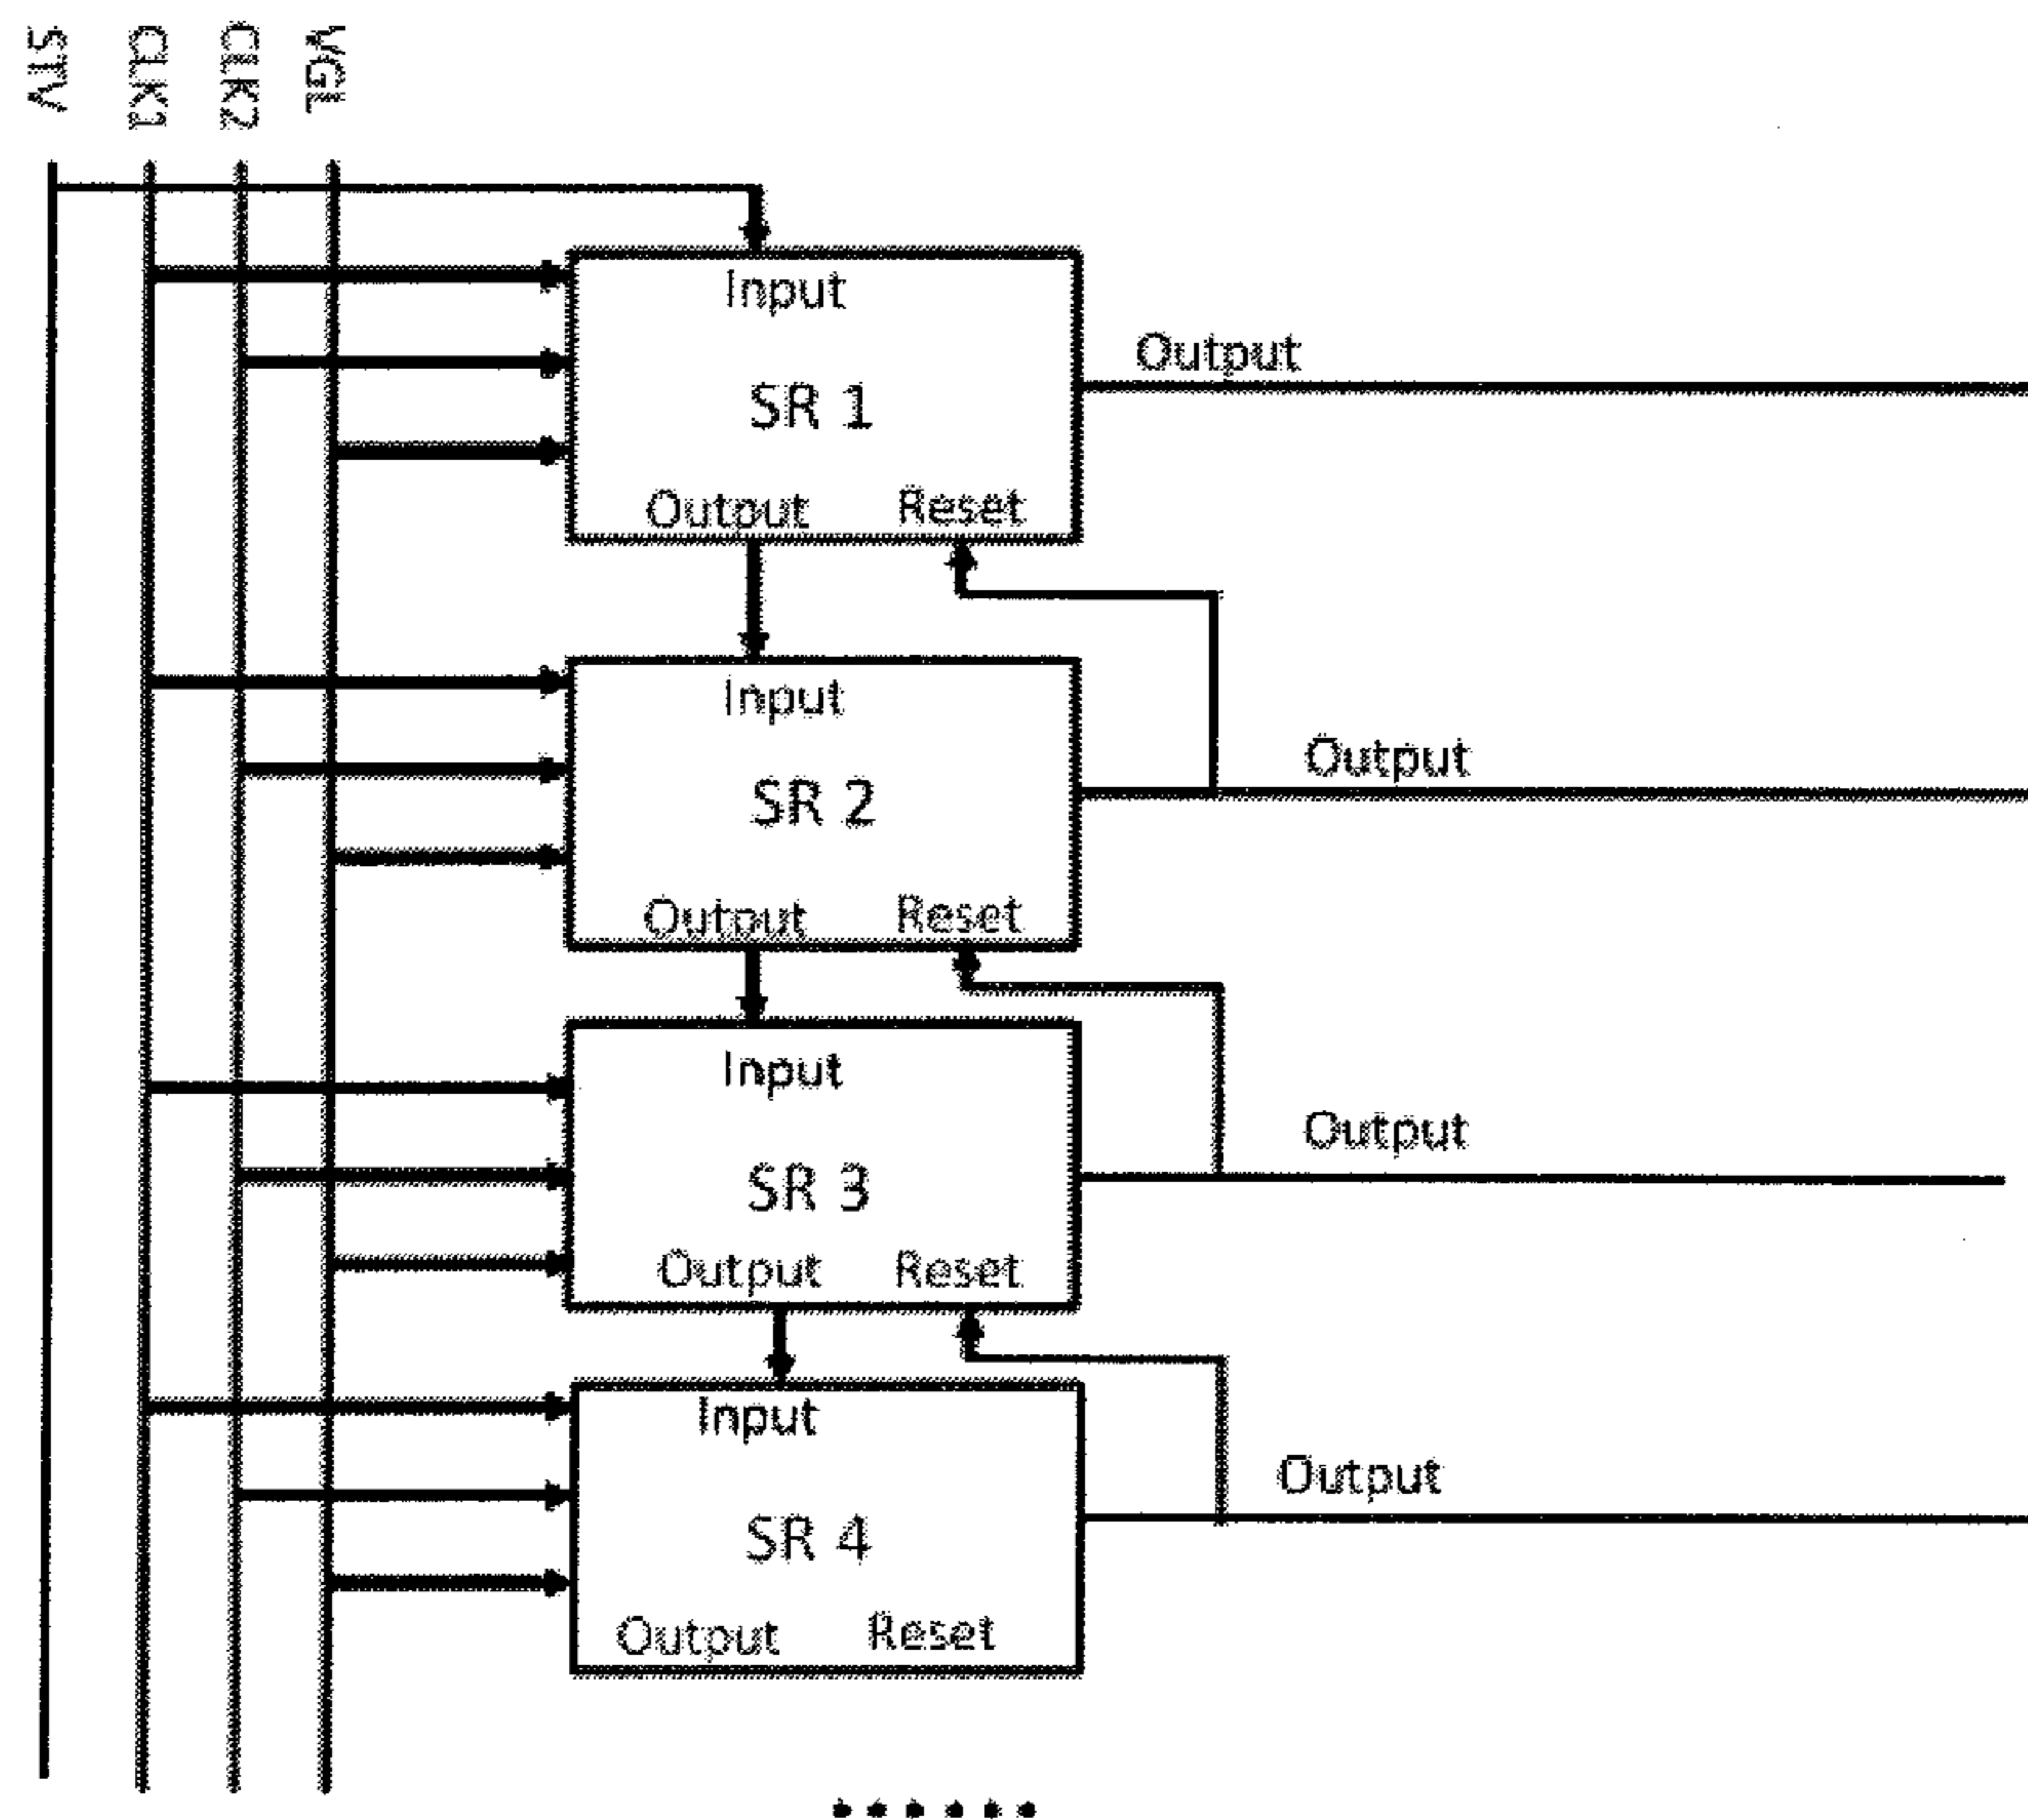 STV
CLK1
CLK2
VGL
Input
Output
SR 1
Output Reset
Input
Output
SR 2
Output Reset
Input
Output
SR 3
Output Reset
Input
Output
SR 4
Output Reset